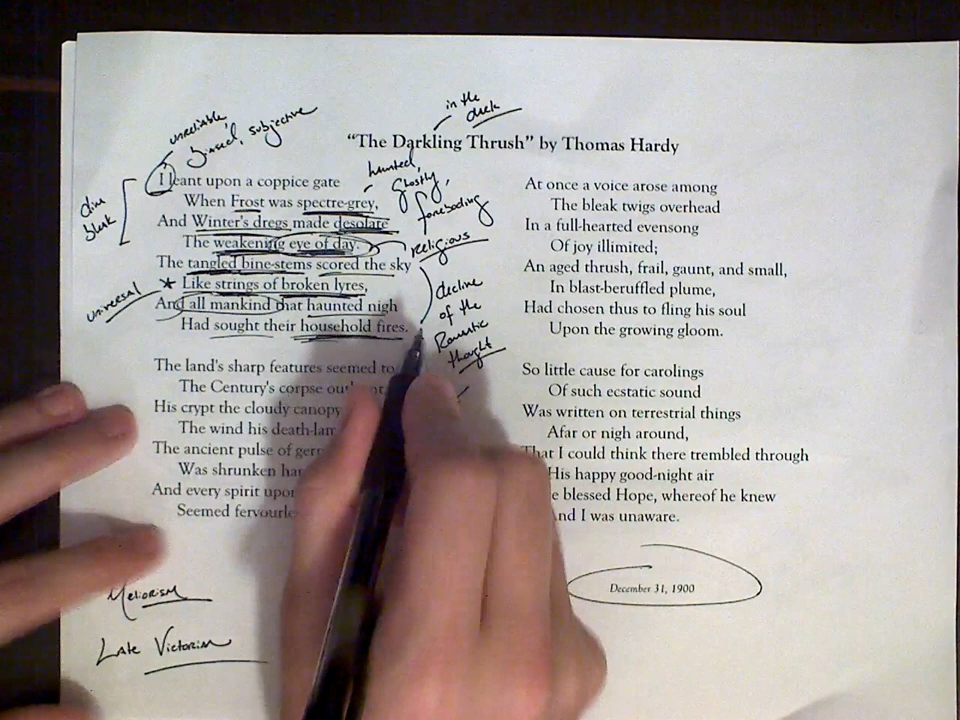 in the
dark
"The Darkling Thrush" by Thomas Hardy
unreliable,
biased, subjective
haunted,
ghostly,
foreboding
dim
bleak
I leant upon a coppice gate
When Frost was spectre-grey,
And Winter's dregs made desolate
The weakening eye of day.
religious
The tangled bine-stems scored the sky
Like strings of broken lyres,
universal
And all mankind that haunted nigh
Had sought their household fires.
decline
of the
Romantic
thought
The land's sharp features seemed to
The Century's corpse
His crypt the cloudy canopy
The wind his
The ancient pulse of
Was shrunken
And every spirit
Seemed
At once a voice arose among
The bleak twigs overhead
In a full-hearted evensong
Of joy illimited;
An aged thrush, frail, gaunt, and small,
In blast-beruffled plume,
Had chosen thus to fling his soul
Upon the growing gloom.
So little cause for carolings
Of such ecstatic sound
Was written on terrestrial things
Afar or nigh around,
That I could think there trembled through
His happy good-night air
blessed Hope, whereof he knew
And I was unaware.
December 31, 1900
Meliorism
Late Victorian